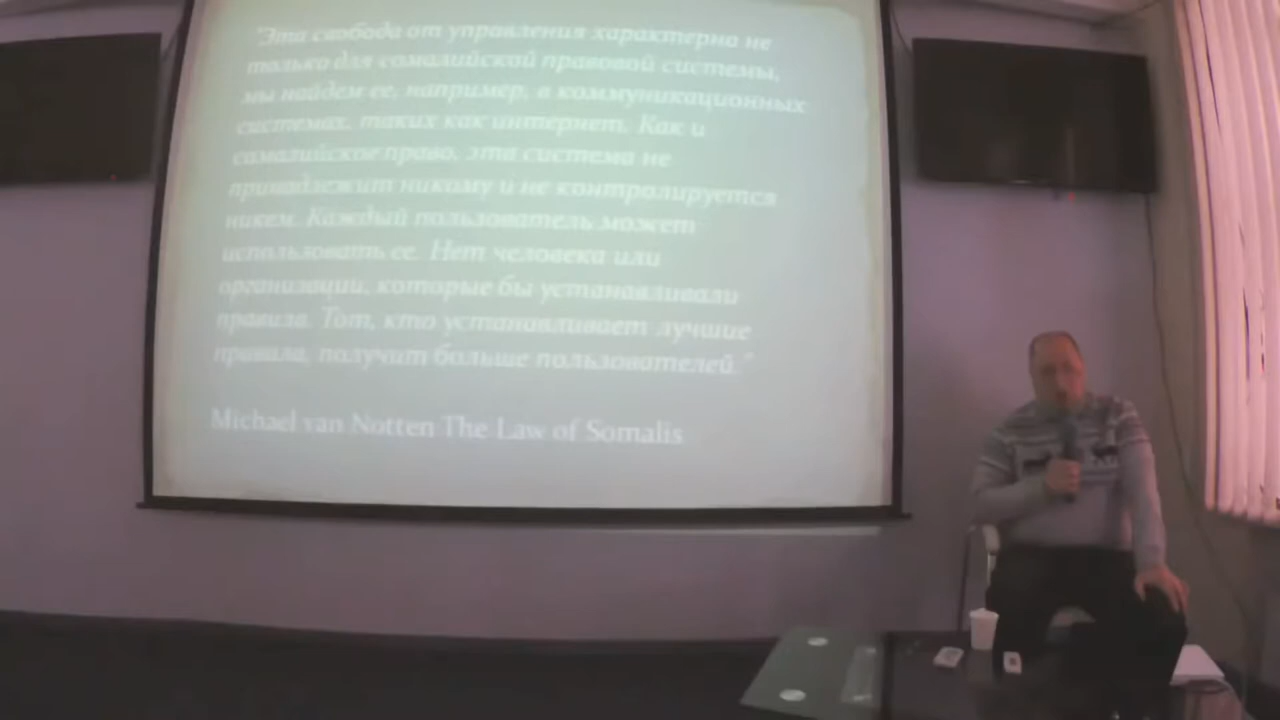 "Эта свобода от управления характерна не
только для сомалийской правовой системы,
мы найдем ее, например, в коммуникационных
системах, таких как интернет. Как и
сомалийское право, эта система не
принадлежит никому и не контролируется
никем. Каждый пользователь может
использовать ее. Нет человека или
организации, которые бы устанавливали
правила. Тот, кто устанавливает лучшие
правила, получит больше пользователей."
Michael van Notten The Law of Somalis